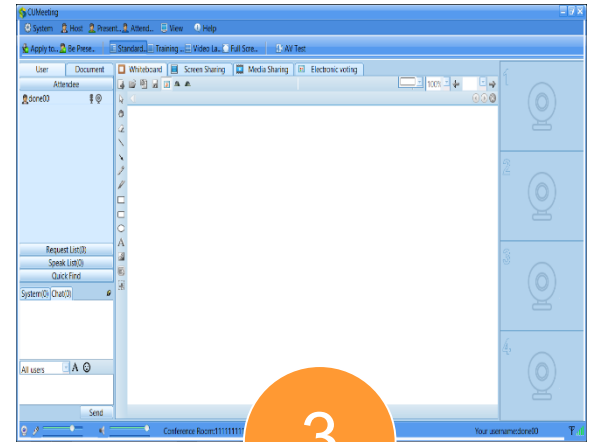 CUMeeting
System Host Present... Attend... View Help
Apply to... Be Prese... Standard... Training ... Video La... Full Scre... AV Test
User Document Whiteboard Screen Sharing Media Sharing Electronic voting
Attendee
100%
done00
1
2
3
4
Request List(0)
Speak List(0)
Quick Find
System(0) Chat(0)
All users A
Send
Conference Room:11111111
Your username:done00
3